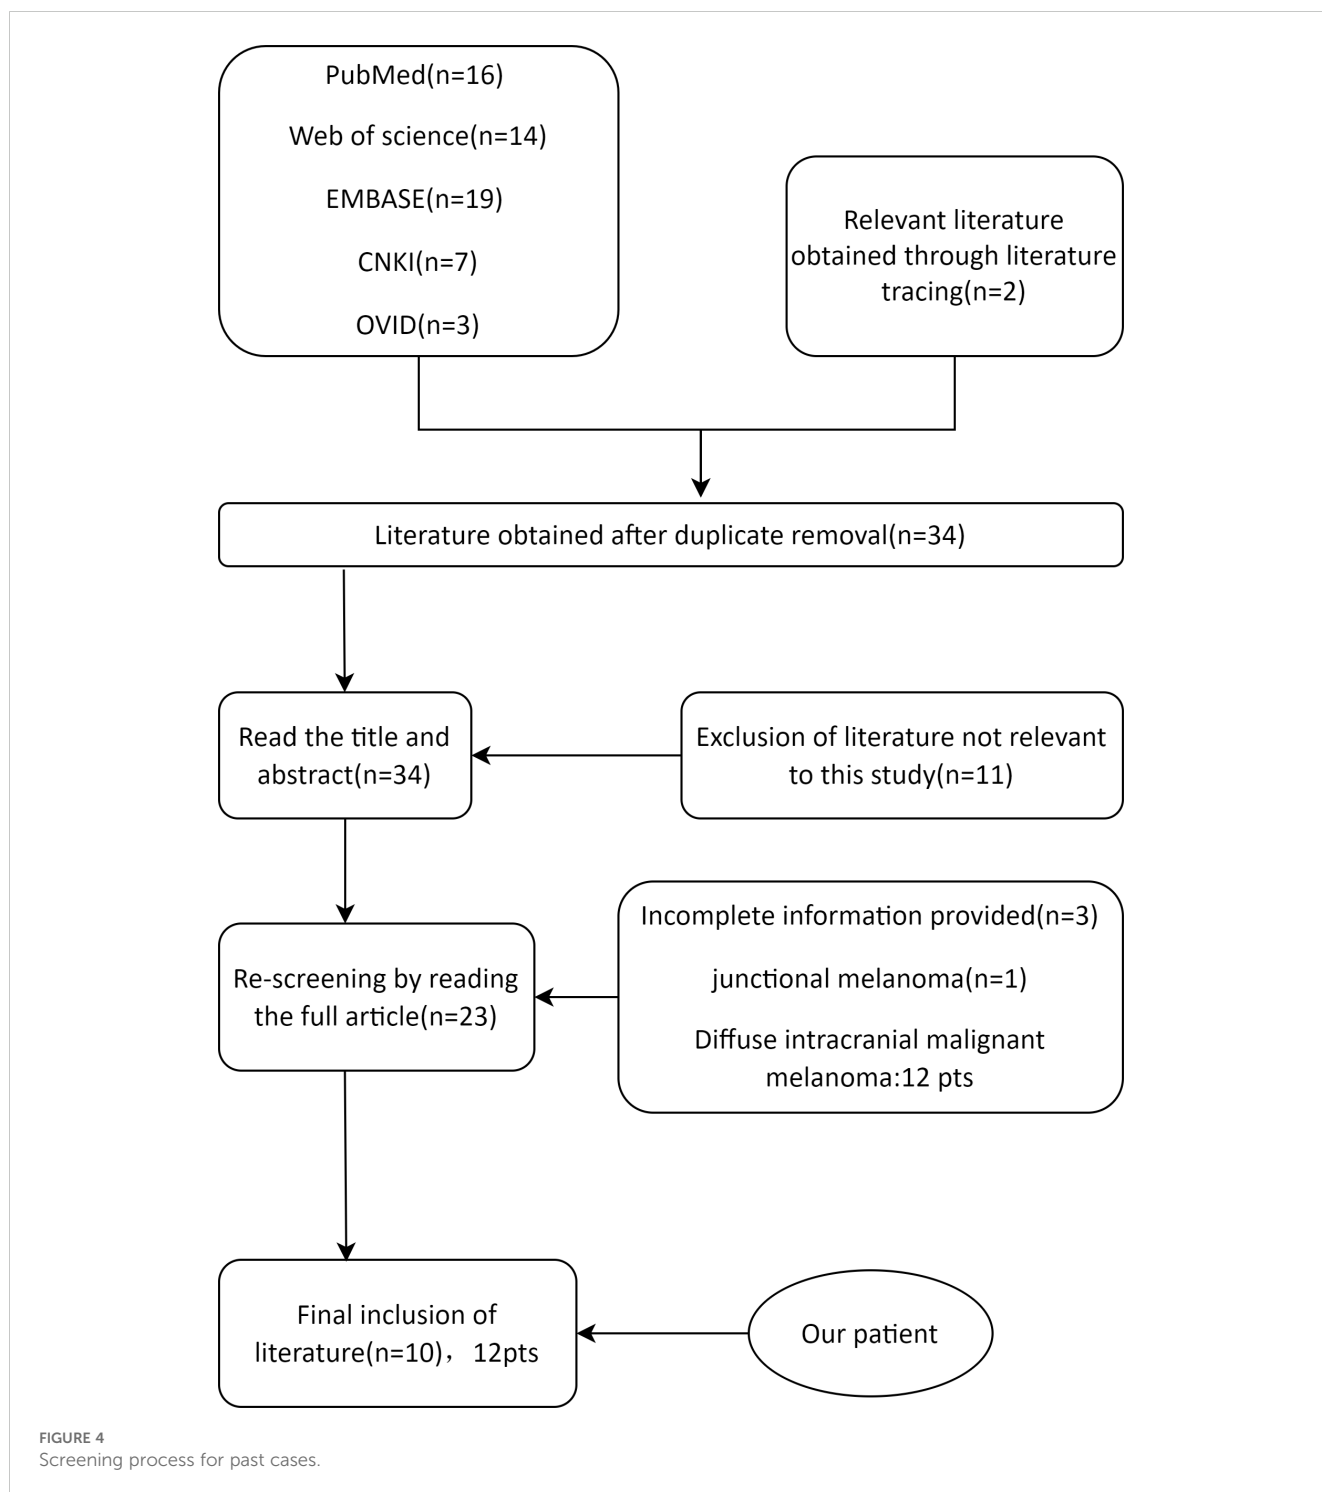 PubMed(n=16)
Web of science(n=14)
EMBASE(n=19)
CNKI(n=7)
OVID(n=3)
Relevant literature
obtained through literature
tracing(n=2)
Literature obtained after duplicate removal(n=34)
Read the title and
abstract(n=34)
Exclusion of literature not relevant
to this study(n=11)
Incomplete information provided(n=3)
junctional melanoma(n=1)
Diffuse intracranial malignant
melanoma:12 pts
Re-screening by reading
the full article(n=23)
Final inclusion of
literature(n=10)，12pts
Our patient
FIGURE 4
Screening process for past cases.